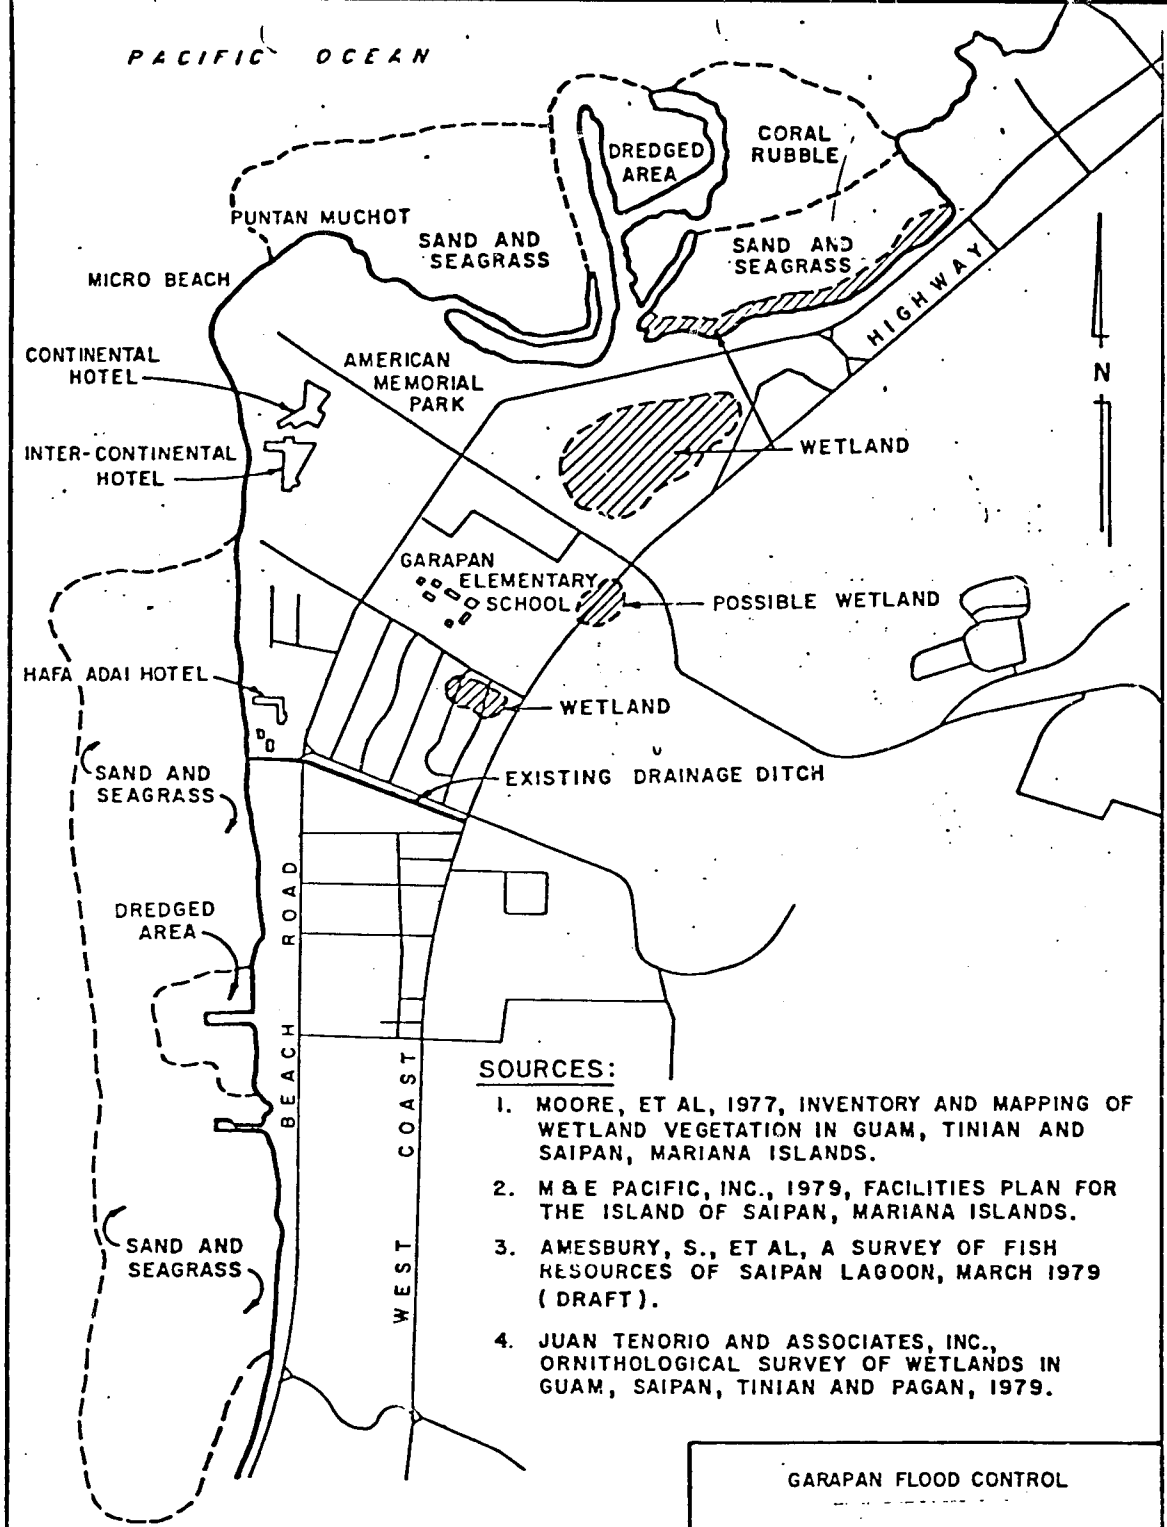 PACIFIC OCEAN
DREDGED
AREA
CORAL
RUBBLE
PUNTAN MUCHOT
SAND AND
SEAGRASS
SAND AND
SEAGRASS
MICRO BEACH
HIGHWAY
CONTINENTAL
HOTEL
AMERICAN
MEMORIAL
PARK
N
INTER-CONTINENTAL
HOTEL
WETLAND
GARAPAN
ELEMENTARY
SCHOOL
POSSIBLE WETLAND
HAFA ADAI HOTEL
WETLAND
SAND AND
SEAGRASS
EXISTING DRAINAGE DITCH
DREDGED
AREA
BEACH ROAD
WEST COAST
SAND AND
SEAGRASS
SOURCES:
1. MOORE, ET AL, 1977, INVENTORY AND MAPPING OF
WETLAND VEGETATION IN GUAM, TINIAN AND
SAIPAN, MARIANA ISLANDS.
2. M & E PACIFIC, INC., 1979, FACILITIES PLAN FOR
THE ISLAND OF SAIPAN, MARIANA ISLANDS.
3. AMESBURY, S., ET AL, A SURVEY OF FISH
RESOURCES OF SAIPAN LAGOON, MARCH 1979
(DRAFT).
4. JUAN TENORIO AND ASSOCIATES, INC.,
ORNITHOLOGICAL SURVEY OF WETLANDS IN
GUAM, SAIPAN, TINIAN AND PAGAN, 1979.
GARAPAN FLOOD CONTROL